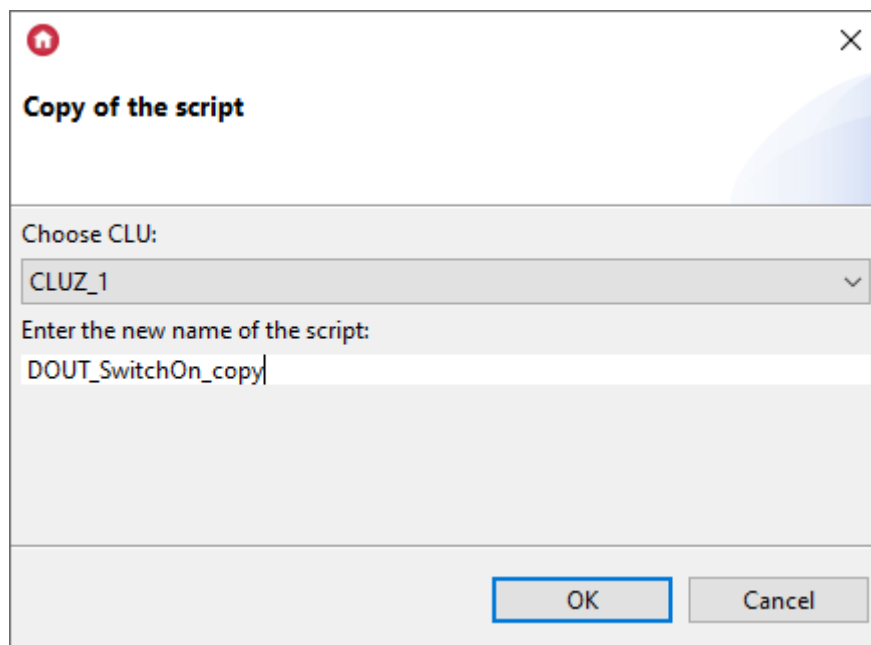 Copy of the script
Choose CLU:
CLUZ_1
Enter the new name of the script:
DOUT_SwitchOn_copy
OK
Cancel